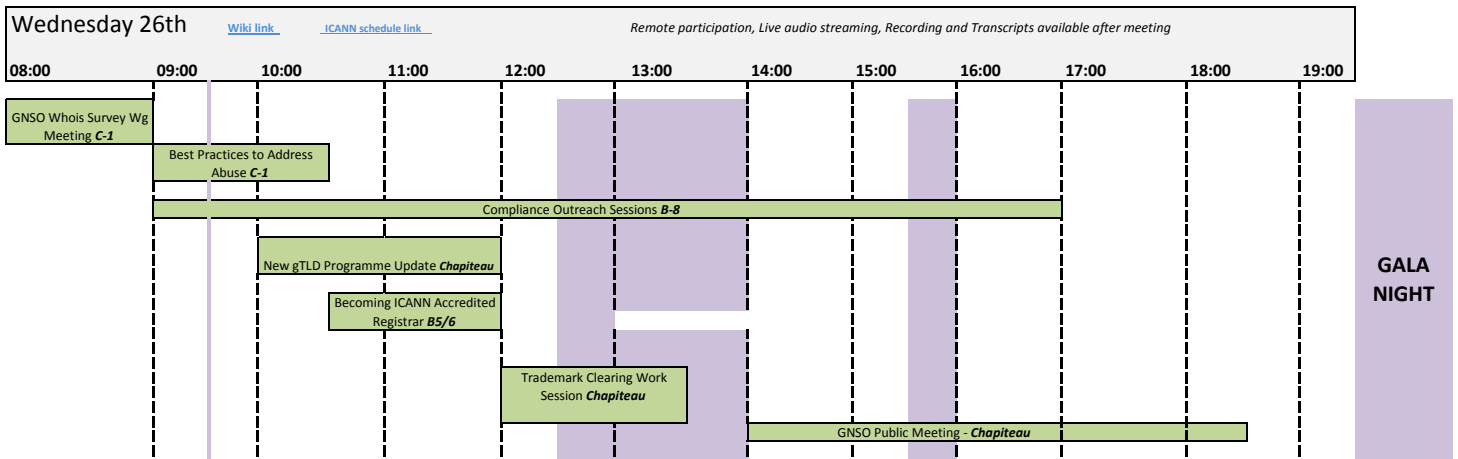 Wednesday 26th Wiki link ICANN schedule link Remote participation, Live audio streaming, Recording and Transcripts available after meeting
08:00 09:00 10:00 11:00 12:00 13:00 14:00 15:00 16:00 17:00 18:00 19:00
GNSO Whois Survey Wg
Meeting C-1
Best Practices to Address
Abuse C-1
Compliance Outreach Sessions B-8
New gTLD Programme Update Chapiteau
Becoming ICANN Accredited
Registrar B5/6
Trademark Clearing Work
Session Chapiteau
GNSO Public Meeting - Chapiteau
GALA
NIGHT